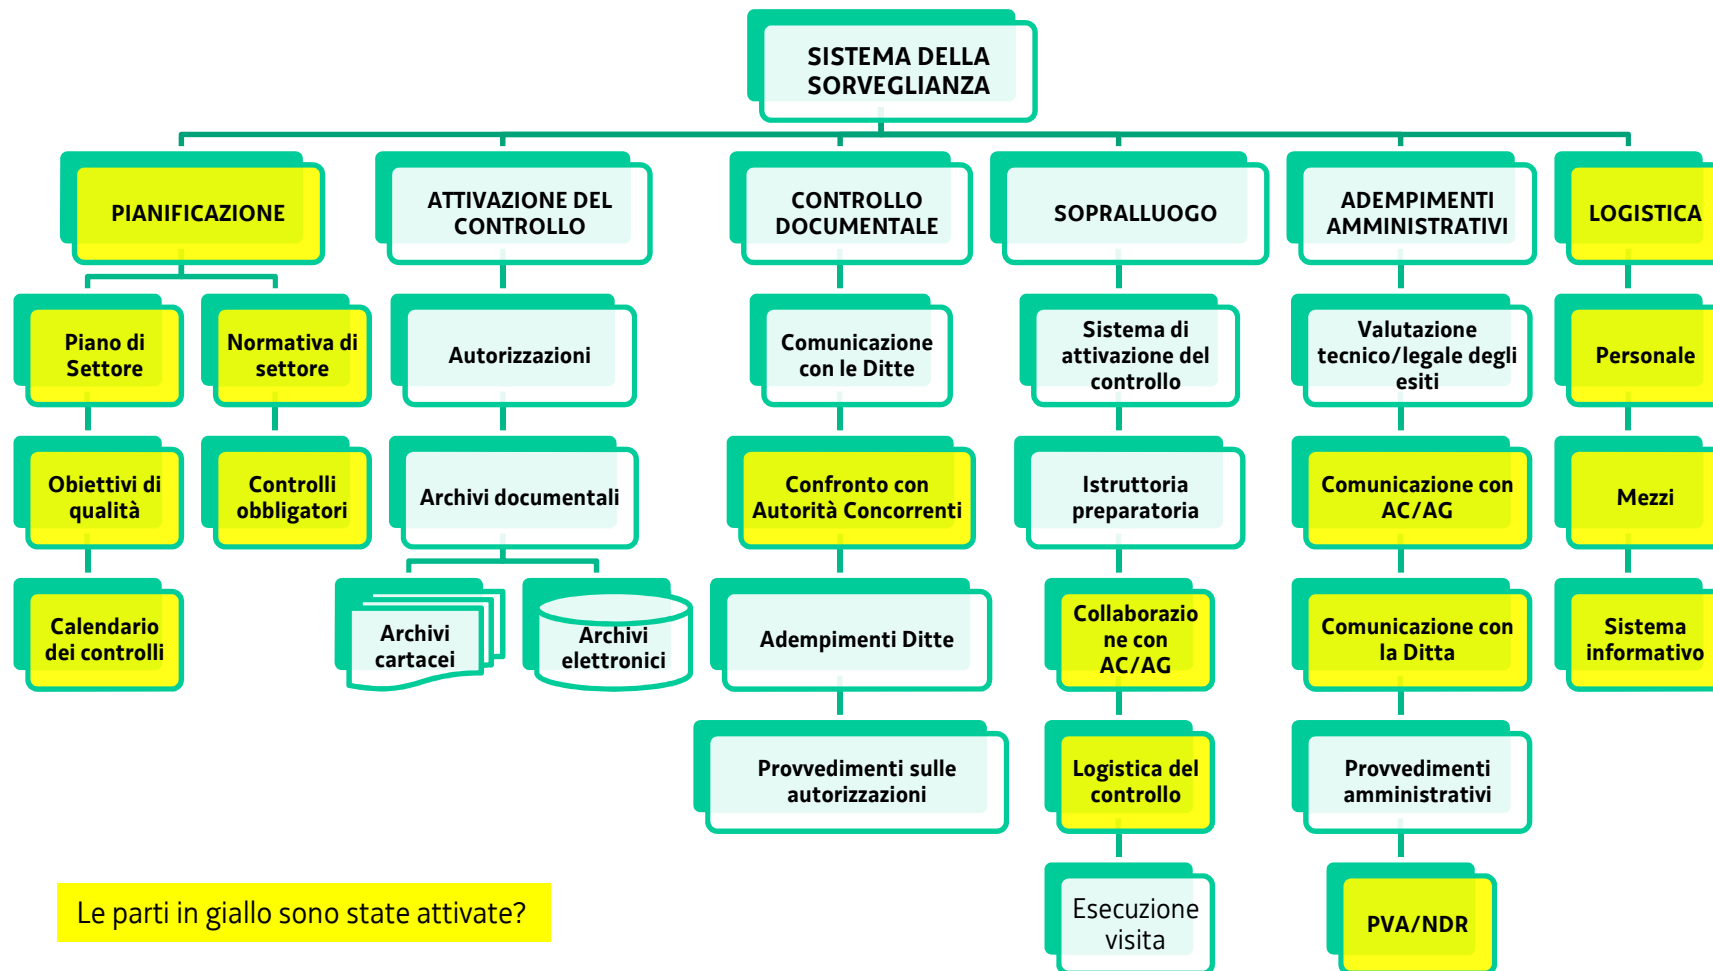 SISTEMA DELLA
SORVEGLIANZA
PIANIFICAZIONE
ATTIVAZIONE DEL
CONTROLLO
CONTROLLO
DOCUMENTALE
SOPRALLUOGO
ADEMPIMENTI
AMMINISTRATIVI
LOGISTICA
Piano di
Settore
Normativa di
settore
Autorizzazioni
Comunicazione
con le Ditte
Sistema di
attivazione del
controllo
Valutazione
tecnico/legale degli
esiti
Personale
Obiettivi di
qualità
Controlli
obbligatori
Archivi documentali
Confronto con
Autorità Concorrenti
Istruttoria
preparatoria
Comunicazione con
AC/AG
Mezzi
Calendario
dei controlli
Archivi
cartacei
Archivi
elettronici
Adempimenti Ditte
Collaborazio
ne con
AC/AG
Comunicazione con
la Ditta
Sistema
informativo
Provvedimenti sulle
autorizzazioni
Logistica del
controllo
Provvedimenti
amministrativi
Le parti in giallo sono state attivate?
Esecuzione
visita
PVA/NDR